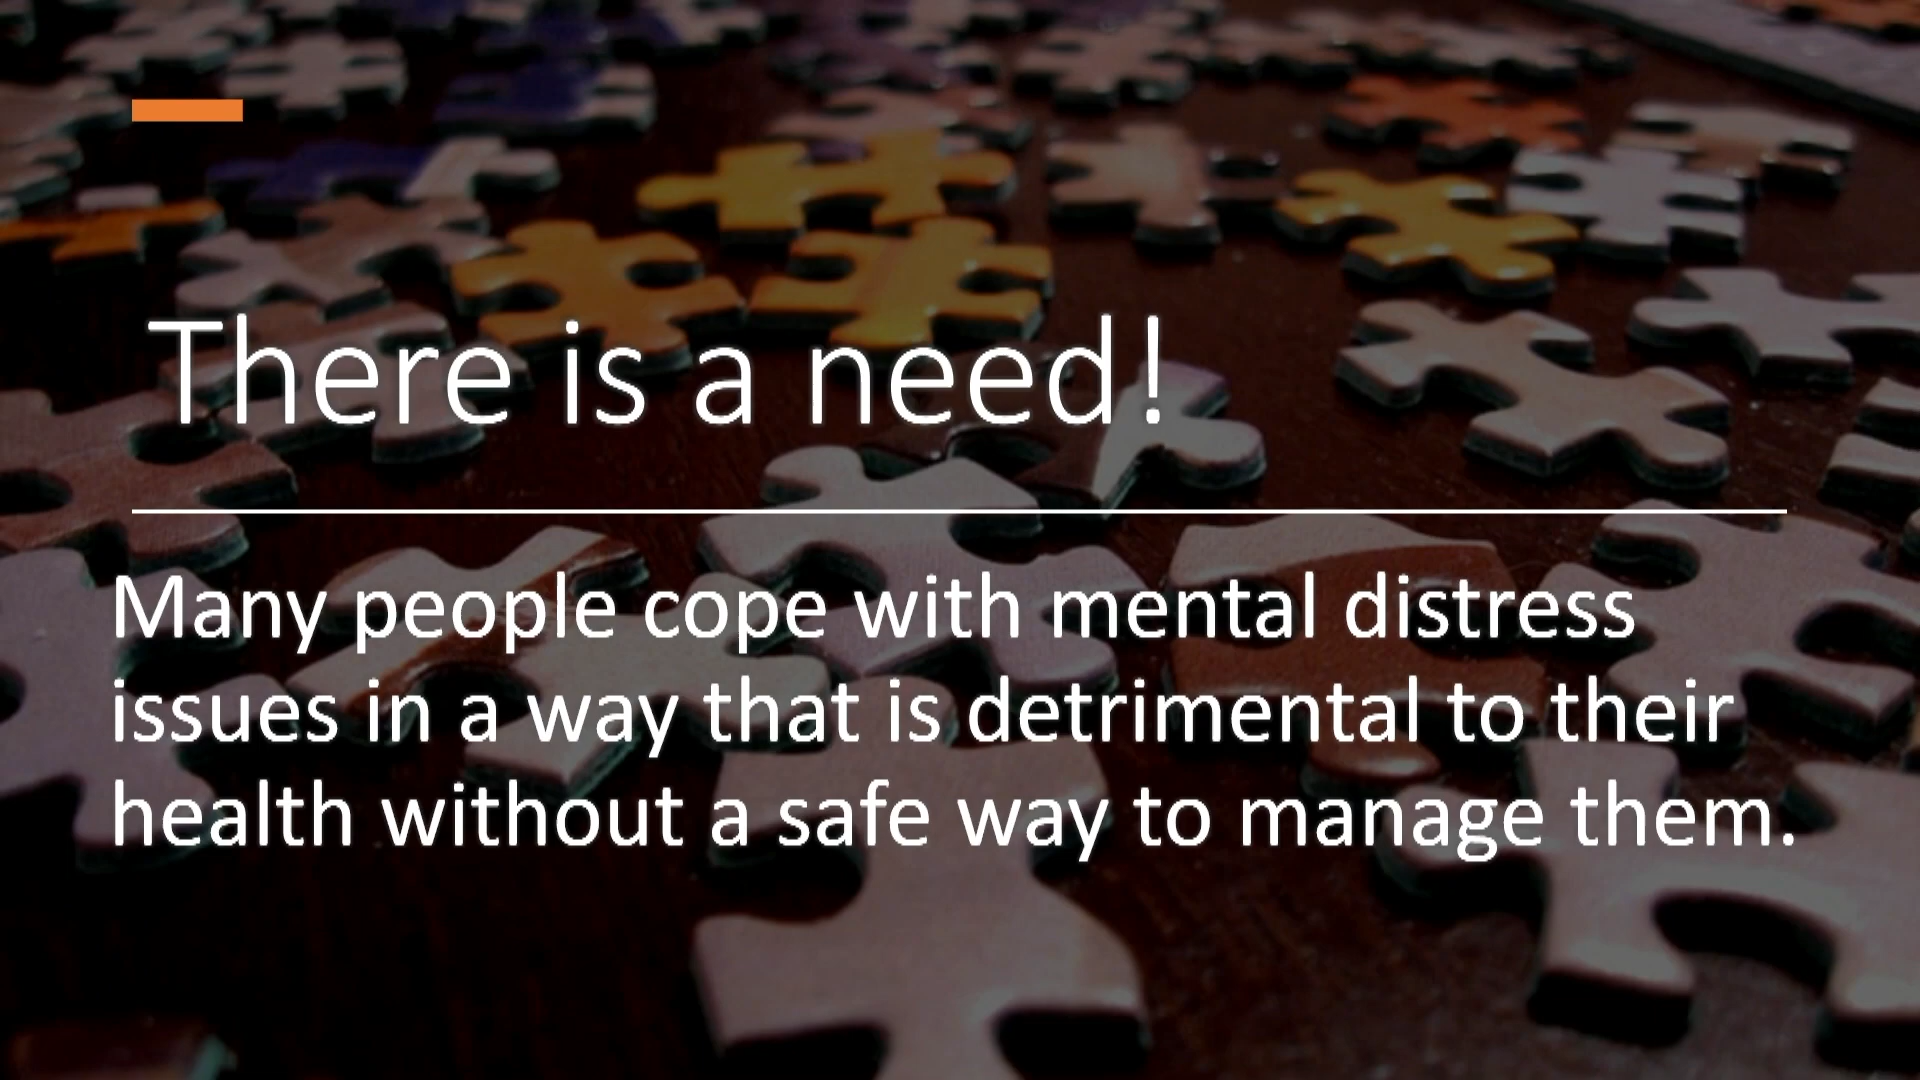 There is a need!
Many people cope with mental distress
issues in a way that is detrimental to their
health without a safe way to manage them.